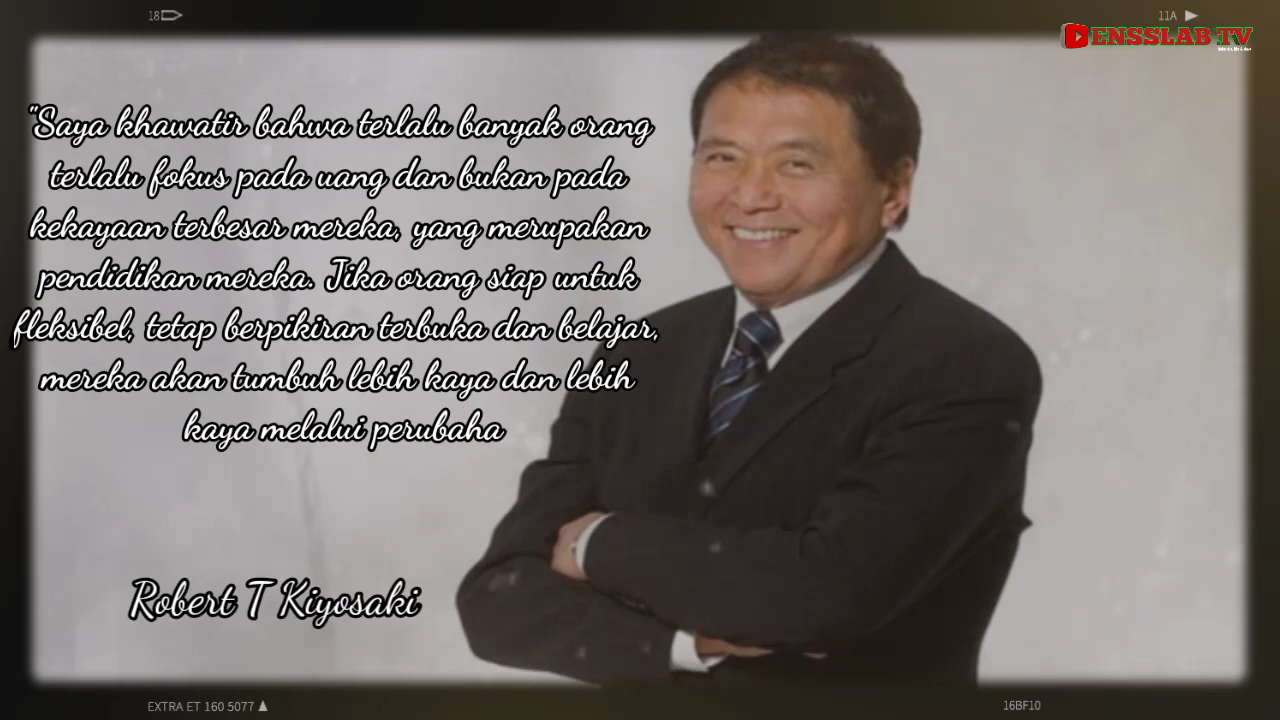 18
11A
ENSSLAB TV
"Saya khawatir bahwa terlalu banyak orang
terlalu fokus pada uang dan bukan pada
kekayaan terbesar mereka, yang merupakan
pendidikan mereka. Jika orang siap untuk
fleksibel, tetap berpikiran terbuka dan belajar,
mereka akan tumbuh lebih kaya dan lebih
kaya melalui perubaha
Robert T Kiyosaki
EXTRA ET 160 5077
16BF10